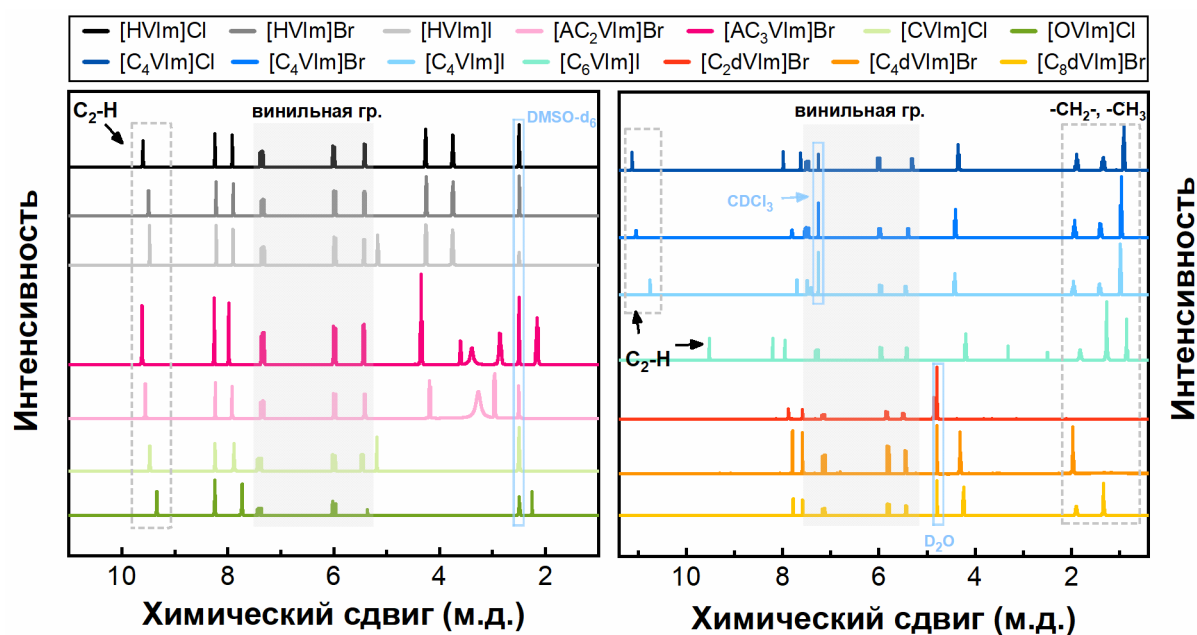 [HVIm]Cl [HVIm]Br [HVIm]I [AC2VIm]Br [AC3VIm]Br [CVIm]Cl [OVIm]Cl
[C4VIm]Cl [C4VIm]Br [C4VIm]I [C6VIm]I [C2dVIm]Br [C4dVIm]Br [C8dVIm]Br
C2-H
винильная гр.
DMSO-d6
Интенсивность
10 8 6 4 2
Химический сдвиг (м.д.)
винильная гр.
-CH2-, -CH3
CDCl3
C2-H
D2O
Интенсивность
10 8 6 4 2
Химический сдвиг (м.д.)